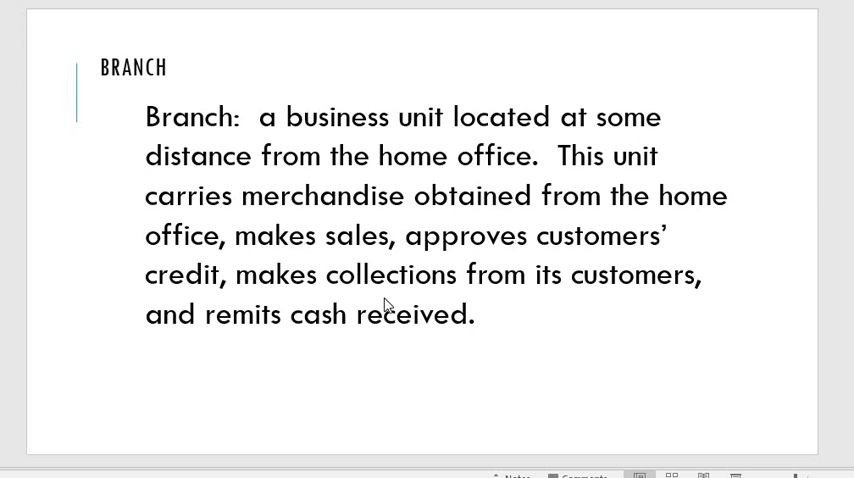 BRANCH
Branch:  a business unit located at some
distance from the home office.  This unit
carries merchandise obtained from the home
office, makes sales, approves customers’
credit, makes collections from its customers,
and remits cash received.